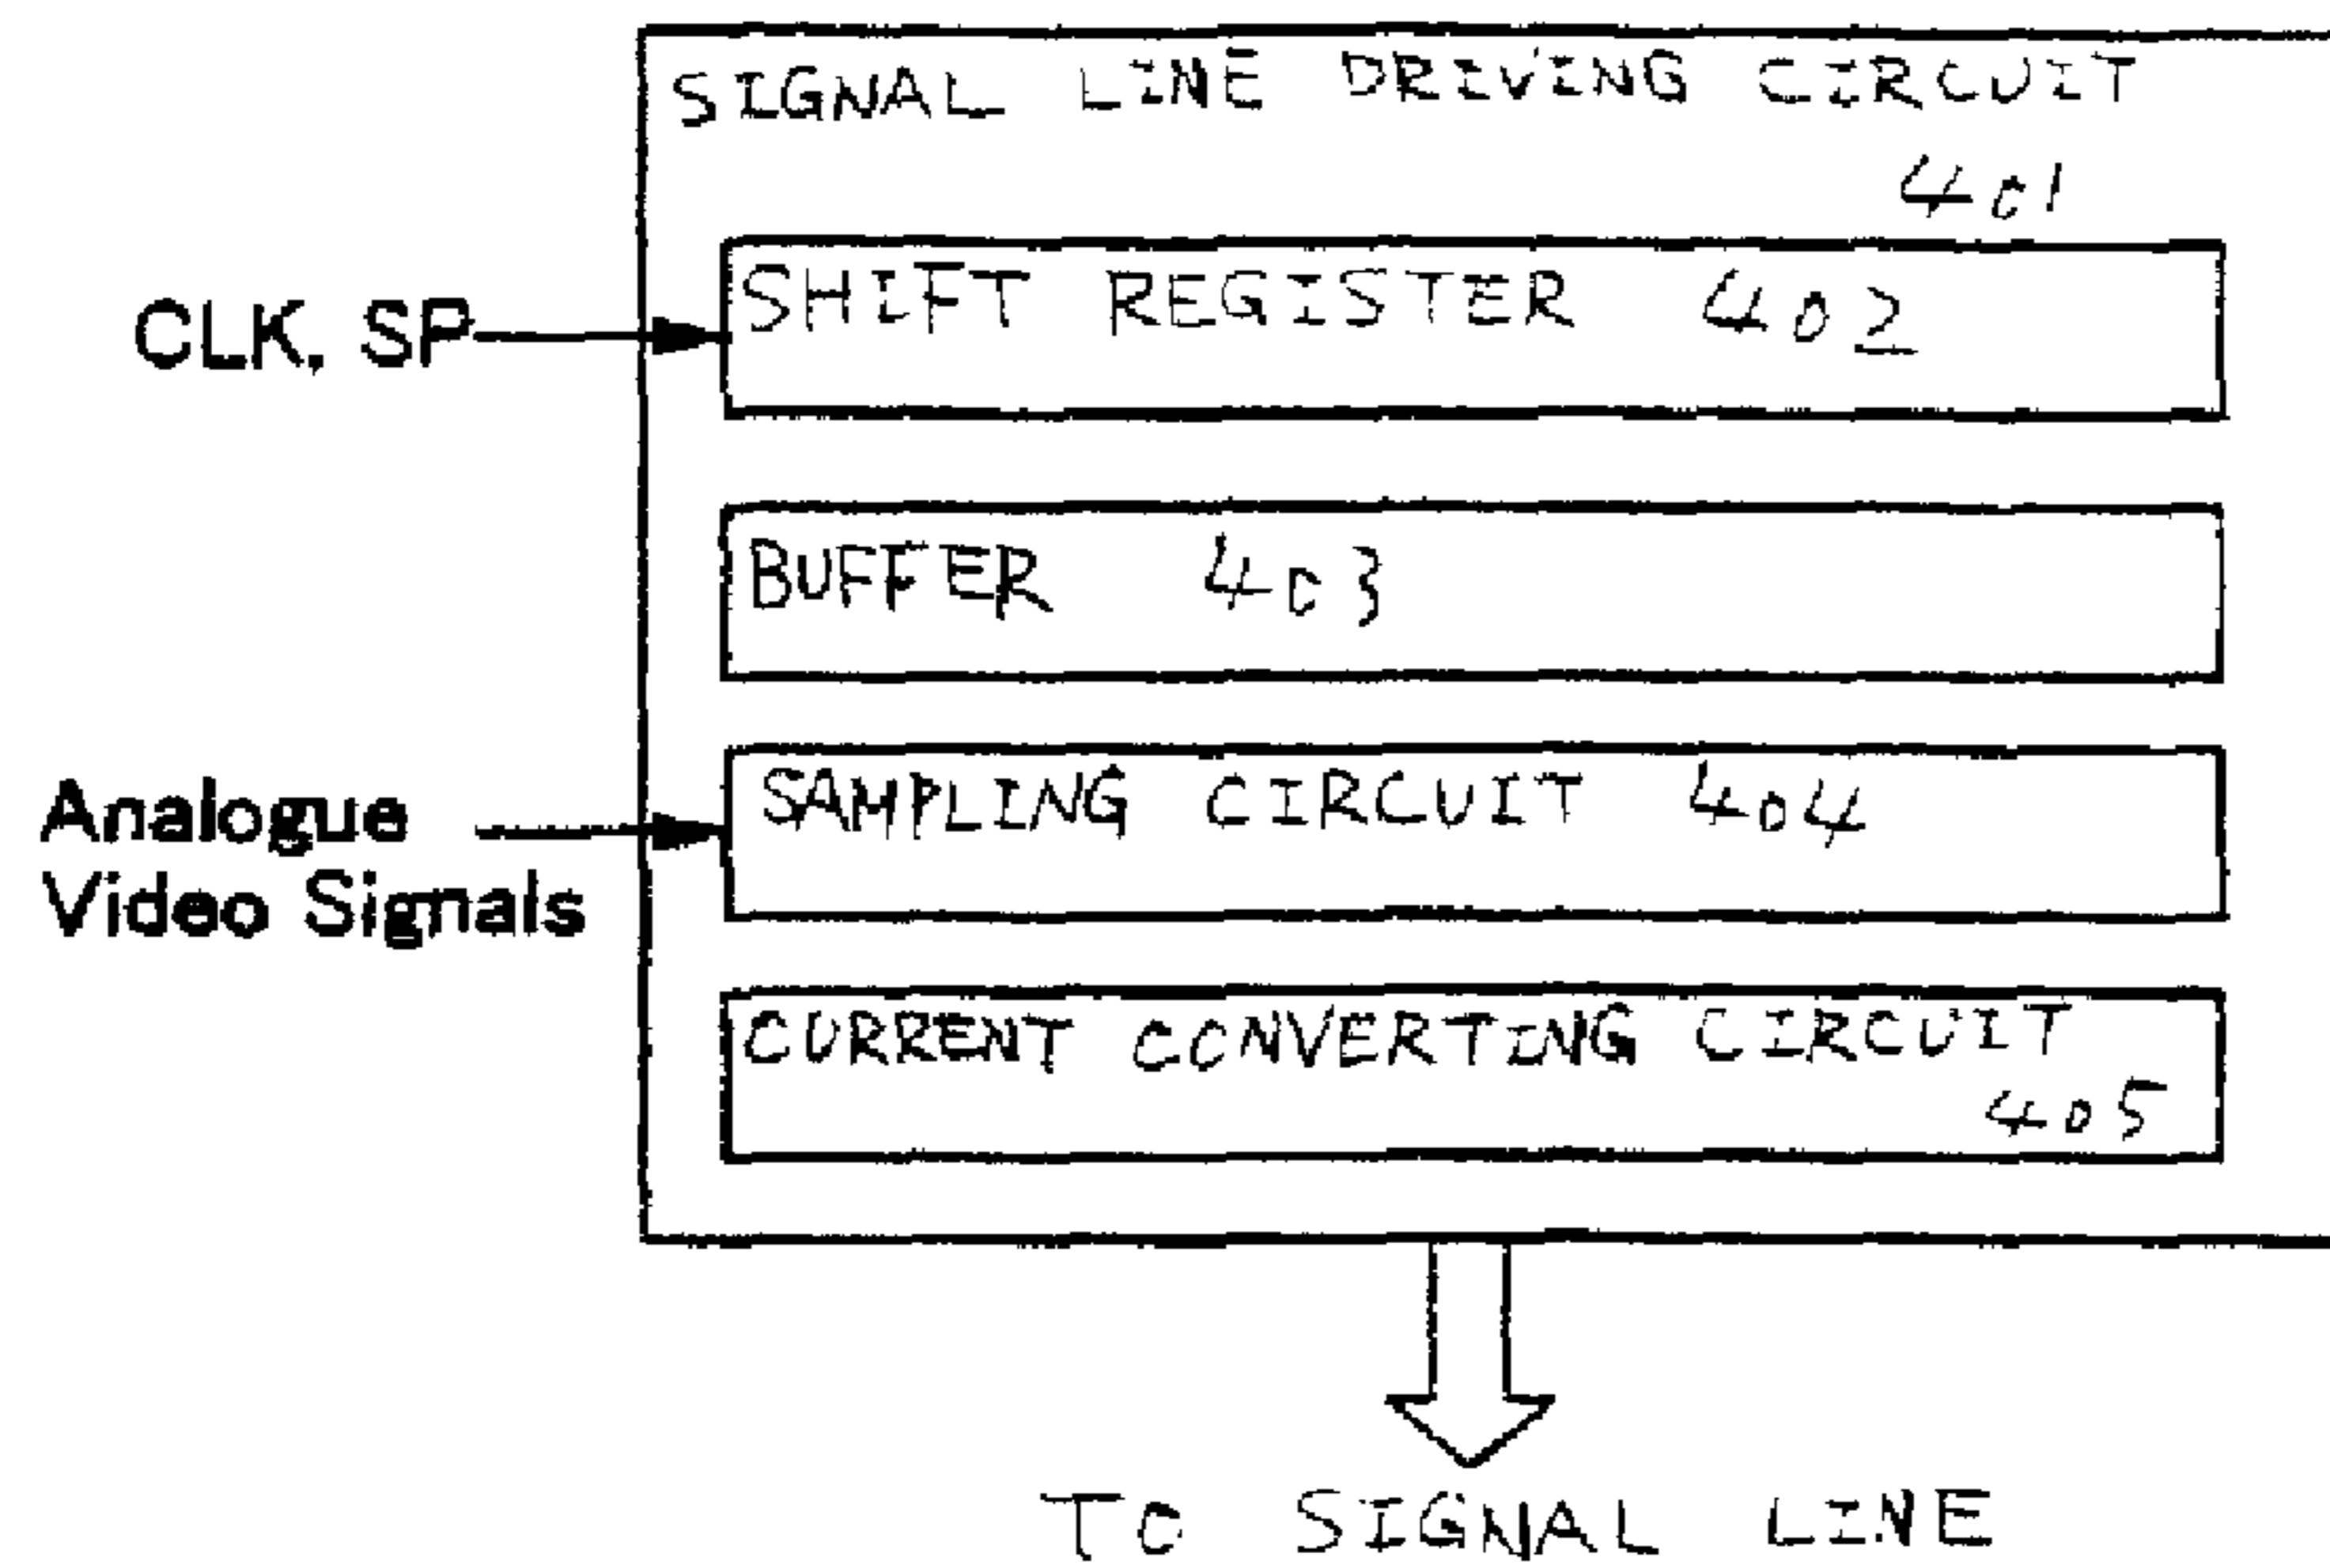 SIGNAL LINE DRIVING CIRCUIT
401
CLK, SP
SHIFT REGISTER 402
BUFFER 403
Analogue
Video Signals
SAMPLING CIRCUIT 404
CURRENT CONVERTING CIRCUIT
405
TO SIGNAL LINE